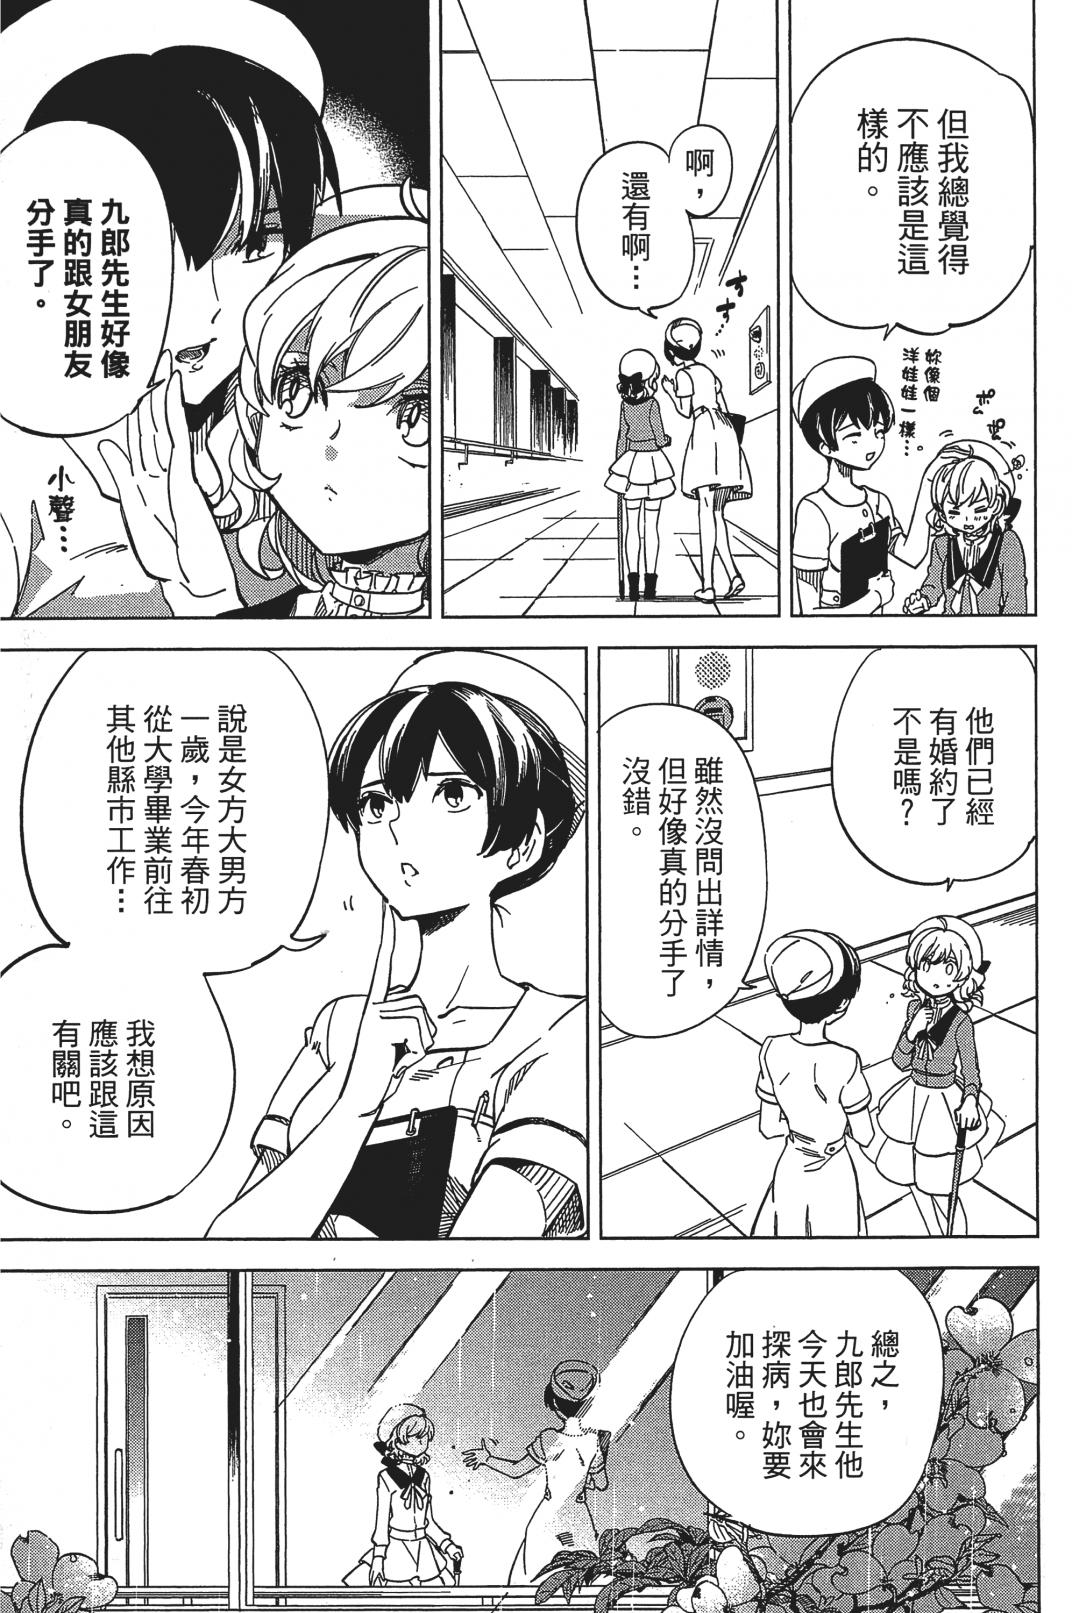 但我總覺得
不應該是這
樣的。
妳像個
洋娃娃一樣…
ポ
ポ
啊，
還有啊…
すすす…
九郎先生好像
真的跟女朋友
分手了。
小聲…
他們已經
有婚約了
不是嗎？
雖然沒問出詳情，
但好像真的分手了
沒錯。
說是女方大男方
一歲，今年春初
從大學畢業前往
其他縣市工作…
我想原因
應該跟這
有關吧。
總之，
九郎先生他
今天也會來
探病，妳要
加油喔。